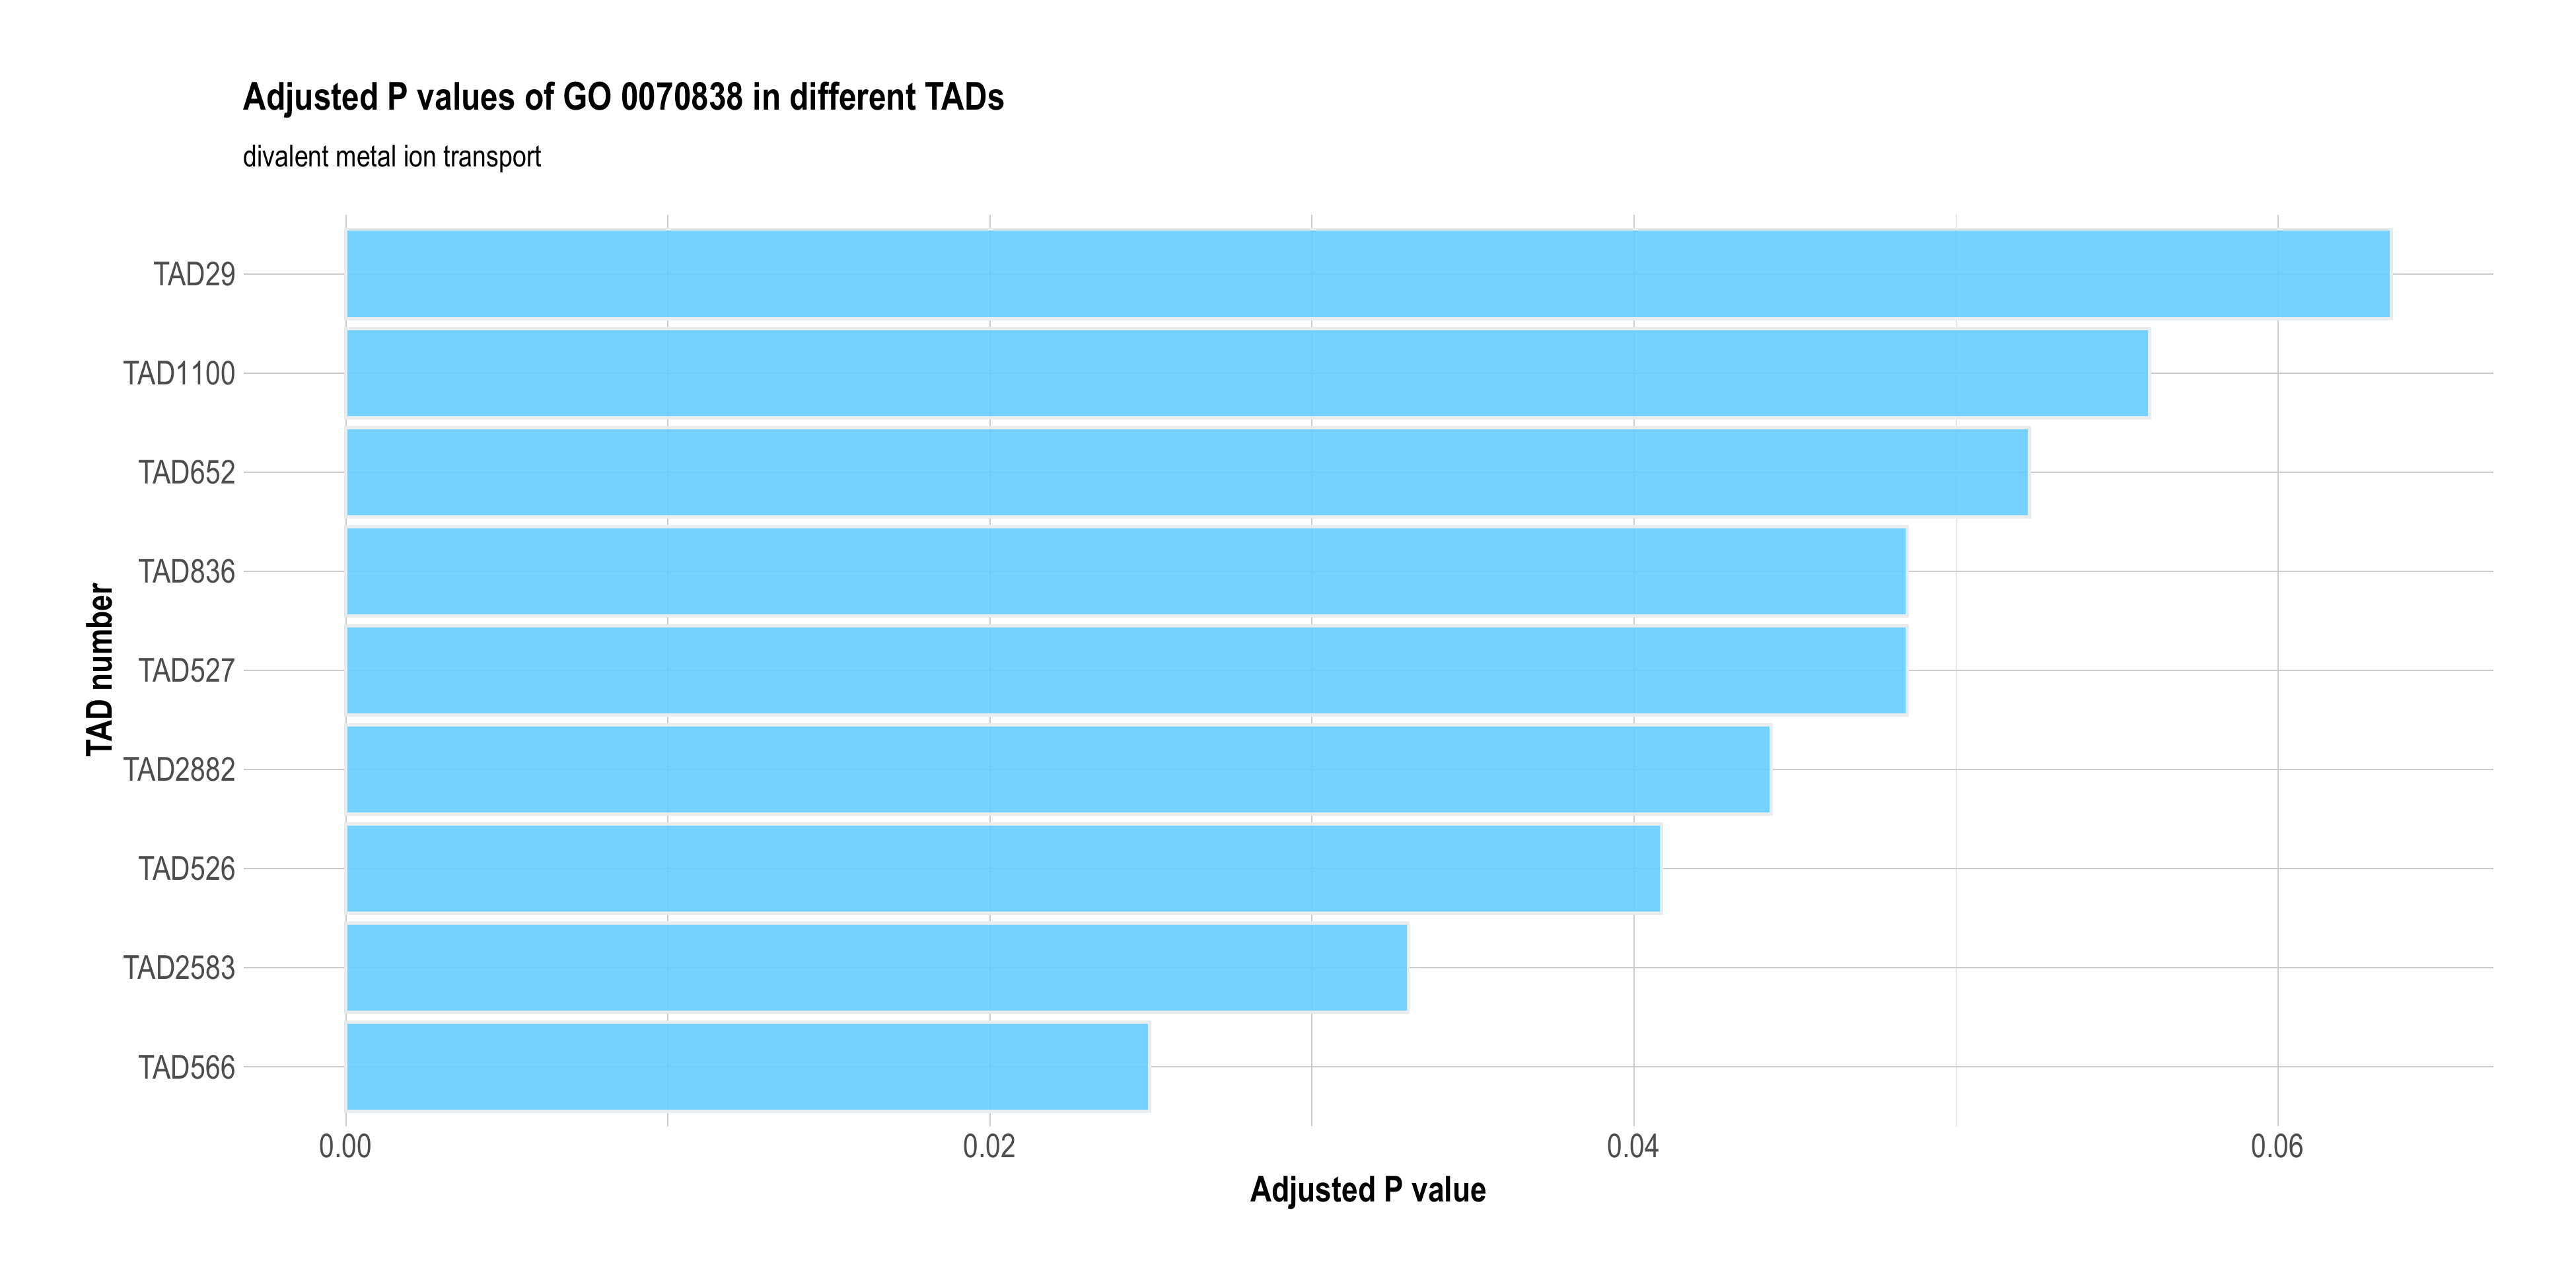 Adjusted P values of GO 0070838 in different TADs
divalent metal ion transport
TAD number
TAD29
TAD1100
TAD652
TAD836
TAD527
TAD2882
TAD526
TAD2583
TAD566
0.00 0.02 0.04 0.06
Adjusted P value